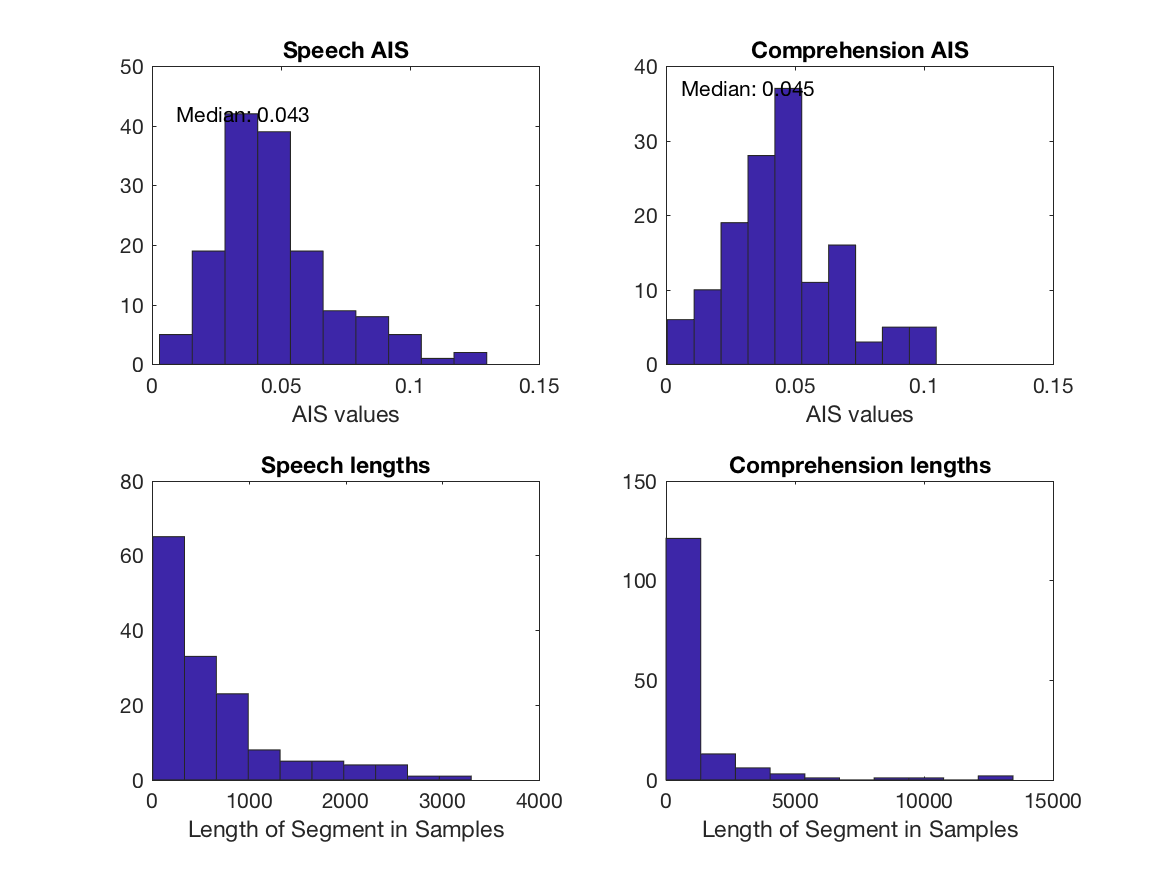 Speech AIS
50
40
30
20
10
0
Median: 0.043
0 0.05 0.1 0.15
AIS values
Comprehension AIS
40
30
20
10
0
Median: 0.045
0 0.05 0.1 0.15
AIS values
Speech lengths
80
60
40
20
0
0 1000 2000 3000 4000
Length of Segment in Samples
Comprehension lengths
150
100
50
0
0 5000 10000 15000
Length of Segment in Samples